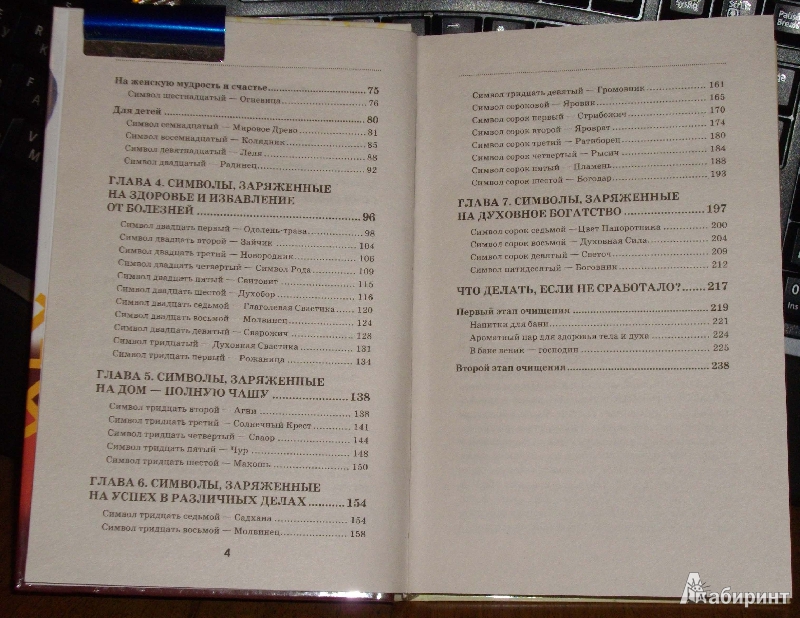 На женскую мудрость и счастье 75
Символ шестнадцатый — Огневица 76
Для детей 80
Символ семнадцатый — Мировое Древо 81
Символ восемнадцатый — Колядник 85
Символ девятнадцатый — Леля 88
Символ двадцатый — Радинец 92
ГЛАВА 4. СИМВОЛЫ, ЗАРЯЖЕННЫЕ
НА ЗДОРОВЬЕ И ИЗБАВЛЕНИЕ
ОТ БОЛЕЗНЕЙ 96
Символ двадцать первый — Одолень-трава 98
Символ двадцать второй — Зайчик 104
Символ двадцать третий — Новородник 106
Символ двадцать четвертый — Символ Рода 109
Символ двадцать пятый — Свитовит 115
Символ двадцать шестой — Духобор 116
Символ двадцать седьмой — Глаголевая Свастика 120
Символ двадцать восьмой — Молвинец 124
Символ двадцать девятый — Сварожич 128
Символ тридцатый — Духовная Свастика 131
Символ тридцать первый — Рожаница 134
ГЛАВА 5. СИМВОЛЫ, ЗАРЯЖЕННЫЕ
НА ДОМ — ПОЛНУЮ ЧАШУ 138
Символ тридцать второй — Агни 138
Символ тридцать третий — Солнечный Крест 141
Символ тридцать четвертый — Сваор 144
Символ тридцать пятый — Чур 148
Символ тридцать шестой — Макошь 150
ГЛАВА 6. СИМВОЛЫ, ЗАРЯЖЕННЫЕ
НА УСПЕХ В РАЗЛИЧНЫХ ДЕЛАХ 154
Символ тридцать седьмой — Садхана 154
Символ тридцать восьмой — Молвинец 158
4
Символ тридцать девятый — Громовник 161
Символ сороковой — Яровик 165
Символ сорок первый — Стрибожич 170
Символ сорок второй — Яроврат 174
Символ сорок третий — Ратиборец 180
Символ сорок четвертый — Рысич 184
Символ сорок пятый — Пламень 188
Символ сорок шестой — Богодар 193
ГЛАВА 7. СИМВОЛЫ, ЗАРЯЖЕННЫЕ
НА ДУХОВНОЕ БОГАТСТВО 197
Символ сорок седьмой — Цвет Папоротника 200
Символ сорок восьмой — Духовная Сила 204
Символ сорок девятый — Светоч 209
Символ пятидесятый — Боговник 212
ЧТО ДЕЛАТЬ, ЕСЛИ НЕ СРАБОТАЛО? 217
Первый этап очищения 219
Напитки для бани 221
Ароматный пар для здоровья тела и духа 224
В бане веник — господин 225
Второй этап очищения 238
Лабиринт